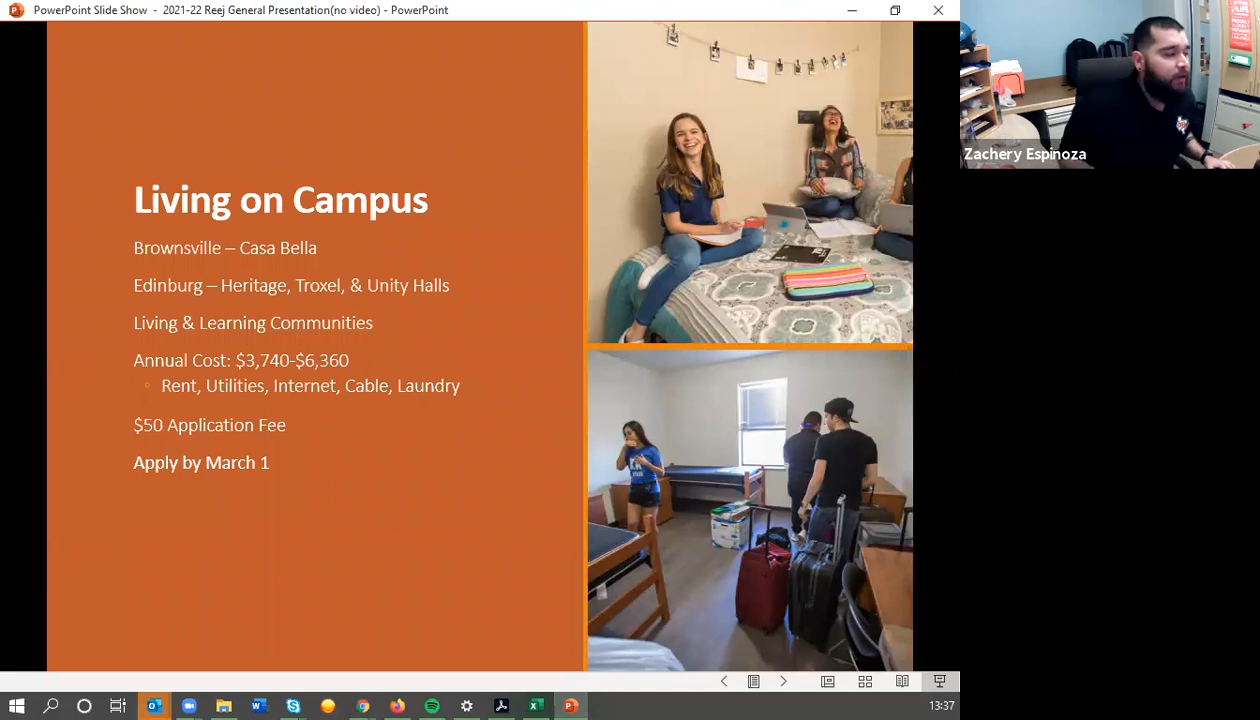 PowerPoint Slide Show - 2021-22 Reej General Presentation(no video) - PowerPoint
Zachery Espinoza
Living on Campus
Brownsville – Casa Bella
Edinburg – Heritage, Troxel, & Unity Halls
Living & Learning Communities
Annual Cost: $3,740-$6,360
Rent, Utilities, Internet, Cable, Laundry
$50 Application Fee
Apply by March 1
13:37